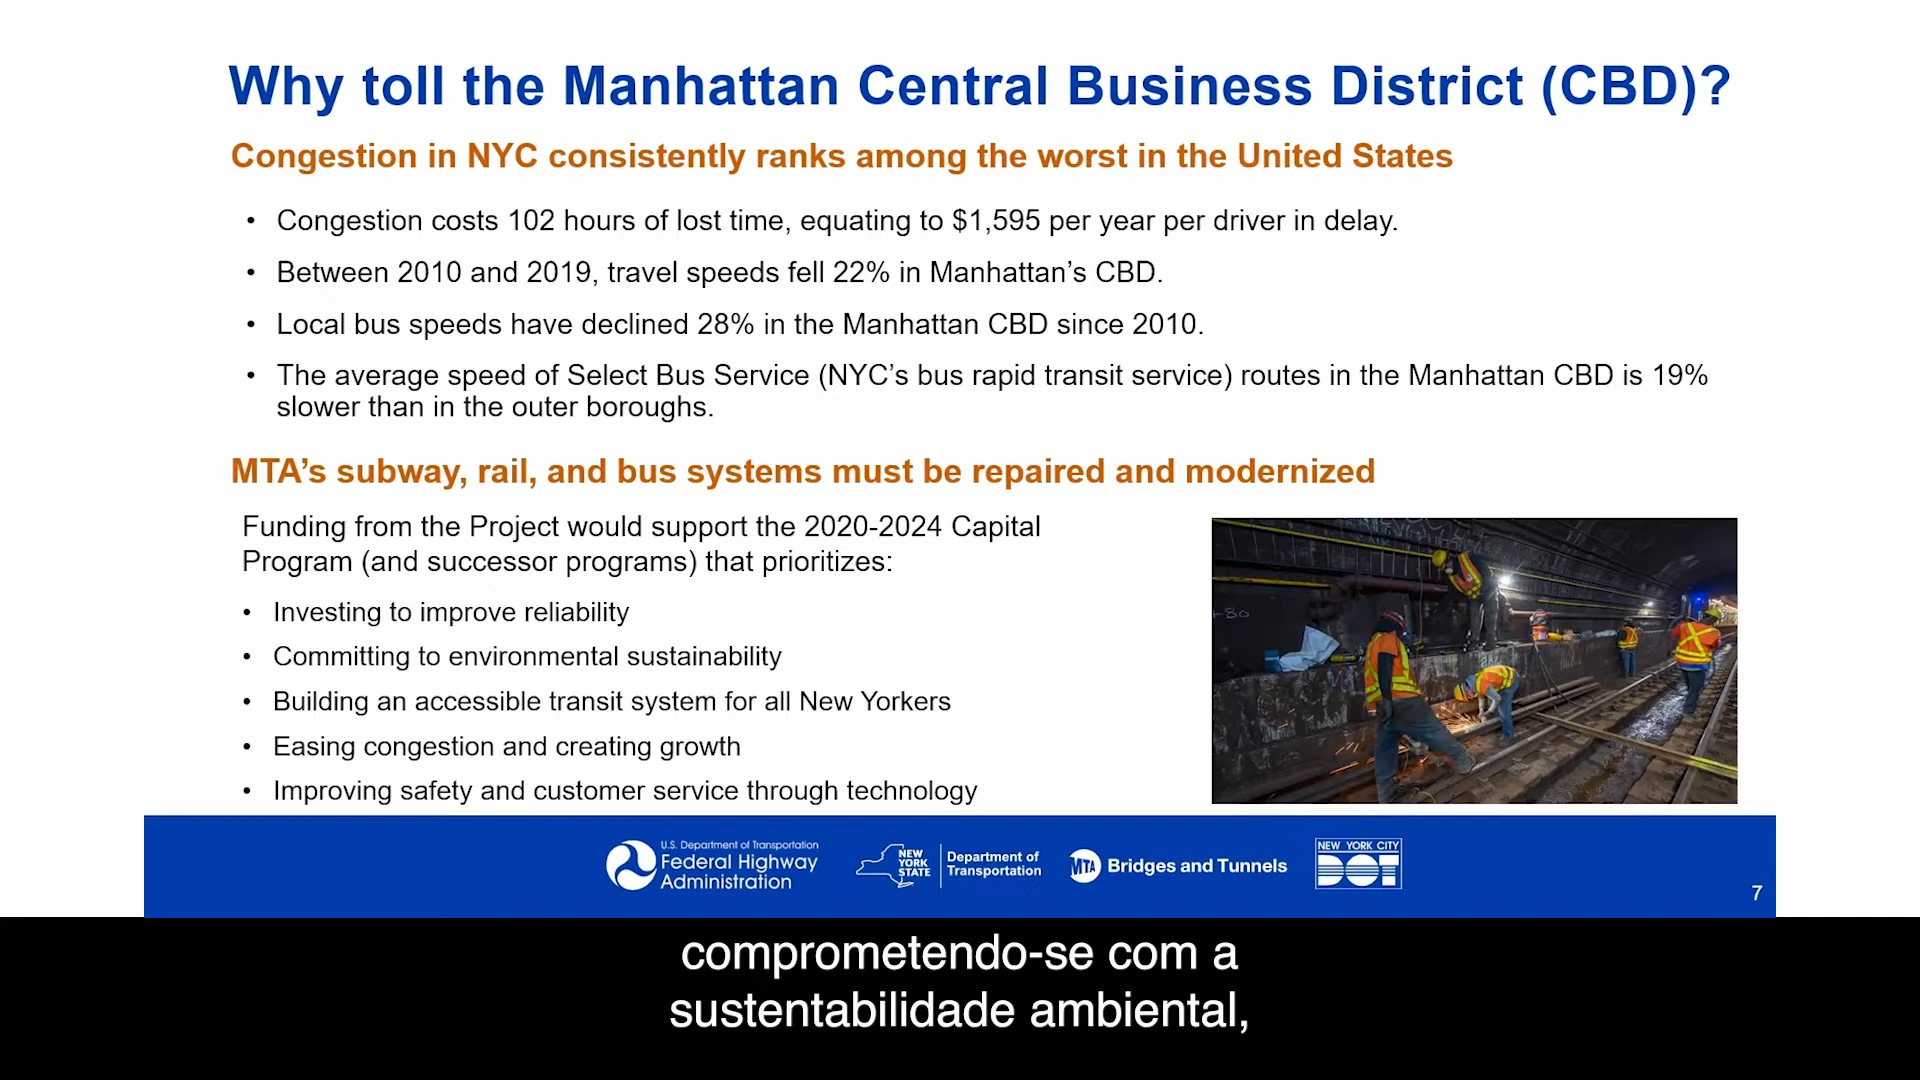 Why toll the Manhattan Central Business District (CBD)?
Congestion in NYC consistently ranks among the worst in the United States
• Congestion costs 102 hours of lost time, equating to $1,595 per year per driver in delay.
• Between 2010 and 2019, travel speeds fell 22% in Manhattan’s CBD.
• Local bus speeds have declined 28% in the Manhattan CBD since 2010.
• The average speed of Select Bus Service (NYC’s bus rapid transit service) routes in the Manhattan CBD is 19%
slower than in the outer boroughs.
MTA’s subway, rail, and bus systems must be repaired and modernized
Funding from the Project would support the 2020-2024 Capital
Program (and successor programs) that prioritizes:
• Investing to improve reliability
• Committing to environmental sustainability
• Building an accessible transit system for all New Yorkers
• Easing congestion and creating growth
• Improving safety and customer service through technology
80
U.S. Department of Transportation
Federal Highway
Administration
NEW
YORK
STATE
Department of
Transportation
MTA Bridges and Tunnels
NEW YORK CITY
DOT
7
comprometendo-se com a
sustentabilidade ambiental,